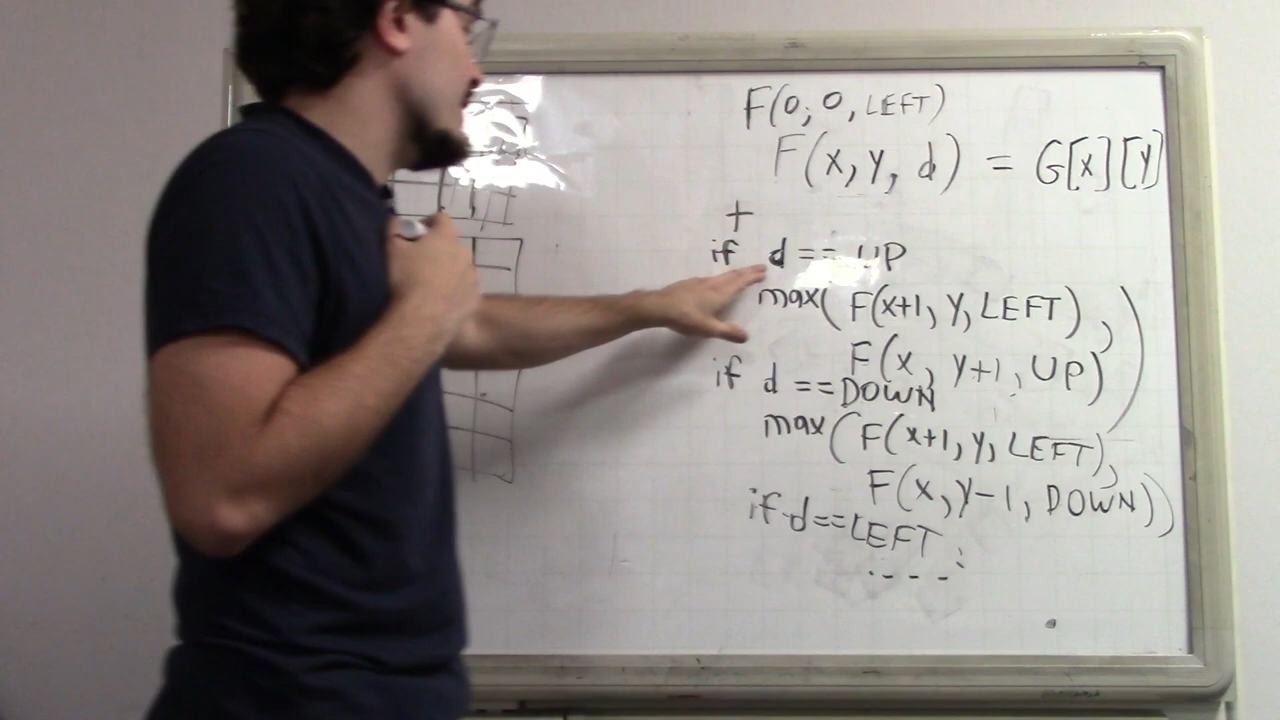 F(0, 0, LEFT)
F(x, y, d) = G[x][y]
+
if d == UP
max( F(x+1, y, LEFT),
F(x, y+1, UP) )
if d == DOWN
max( F(x+1, y, LEFT),
F(x, y-1, DOWN) )
if d == LEFT :
....